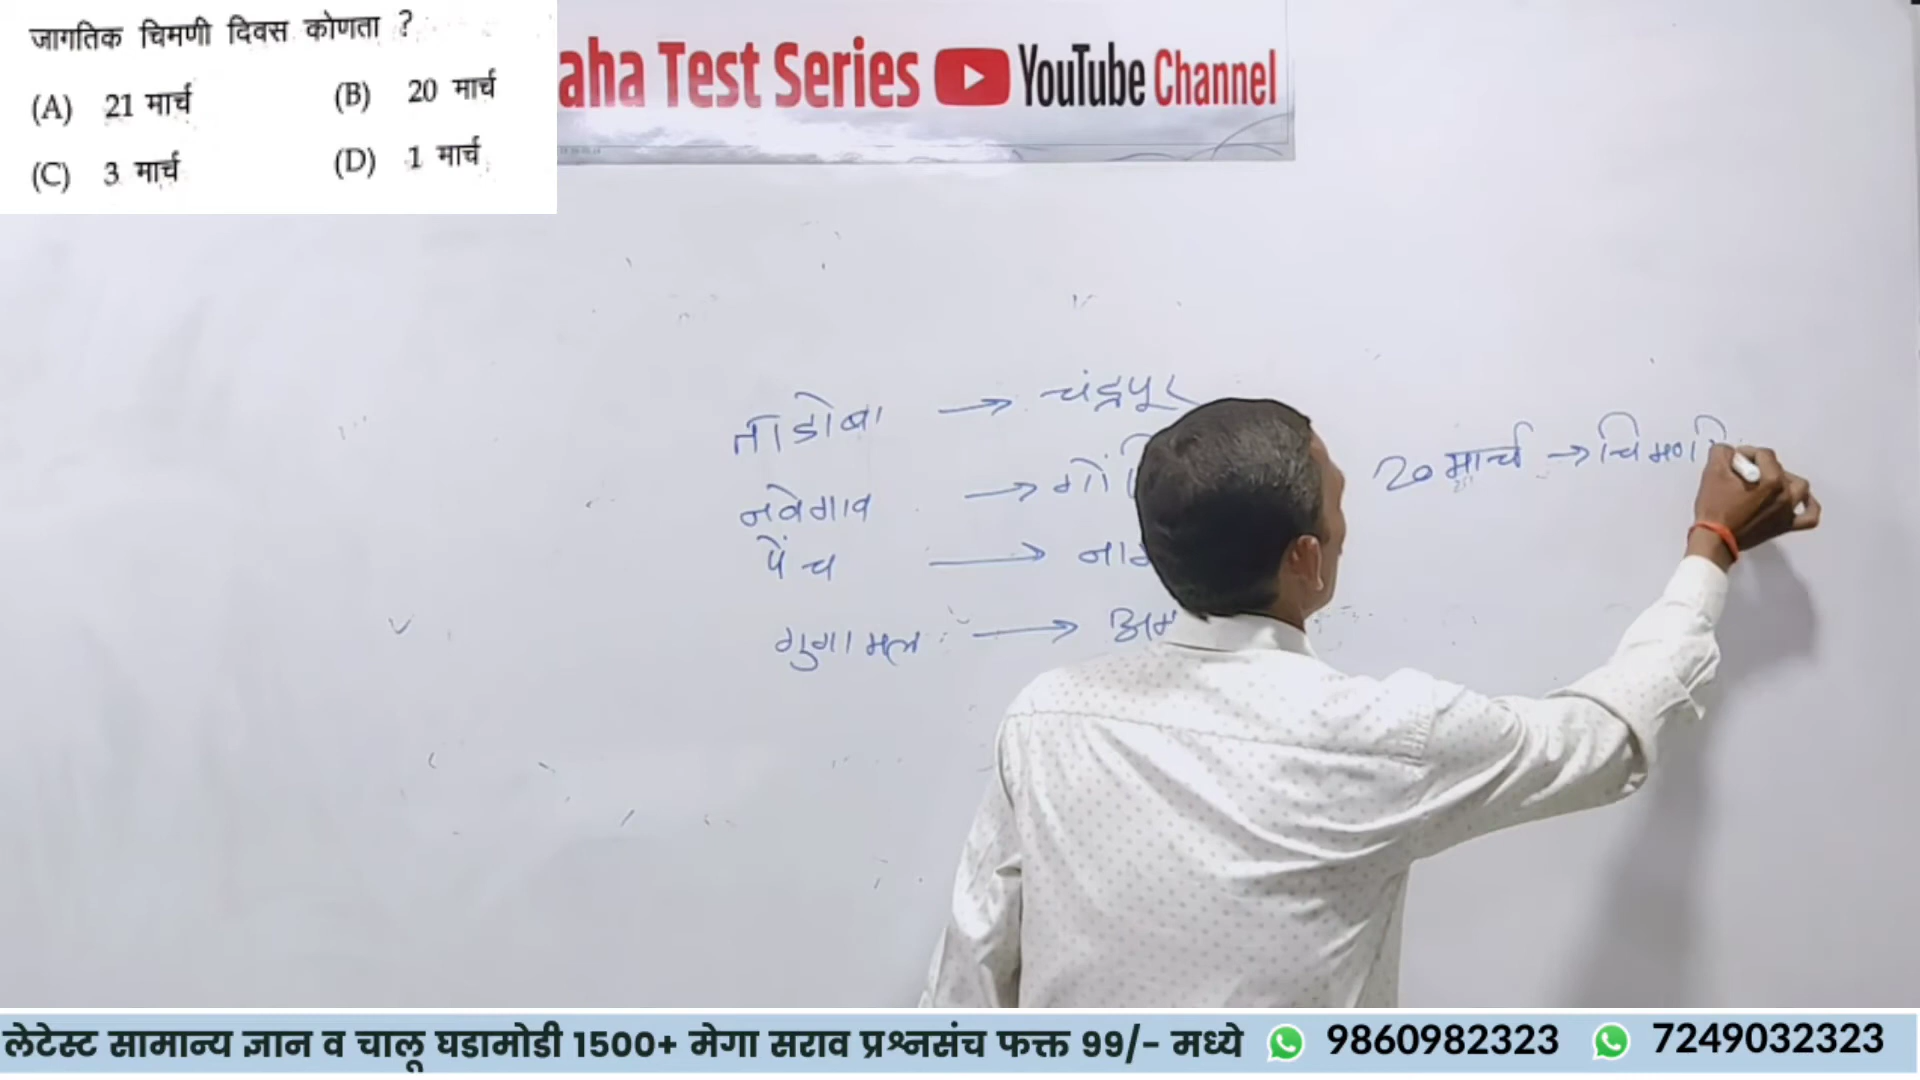 जागतिक चिमणी दिवस कोणता ?
(A) 21 मार्च (B) 20 मार्च
(C) 3 मार्च (D) 1 मार्च
aha Test Series YouTube Channel
ताडोबा → चंद्रपूर
नवेगाव →
20 मार्च →
पेंच →
गुगामल →
लेटेस्ट सामान्य ज्ञान व चालू घडामोडी 1500+ मेगा सराव प्रश्नसंच फक्त 99/- मध्ये 9860982323 7249032323